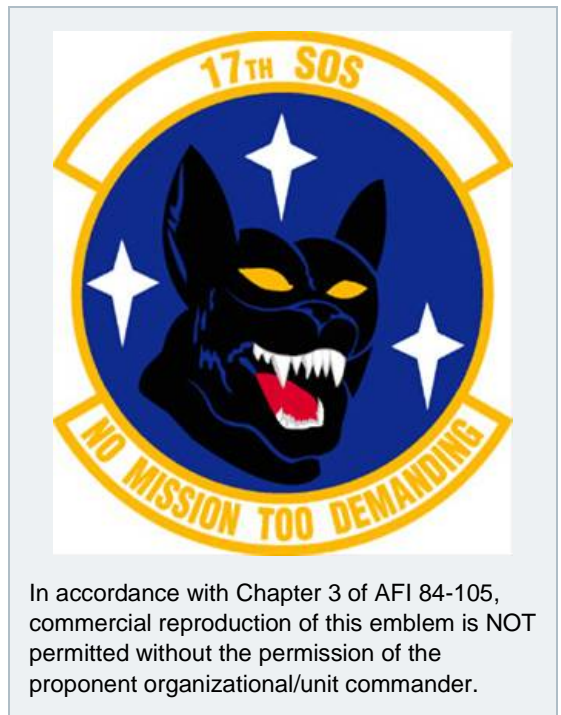 17TH SOS
NO MISSION TOO DEMANDING
In accordance with Chapter 3 of AFI 84-105,
commercial reproduction of this emblem is NOT
permitted without the permission of the
proponent organizational/unit commander.